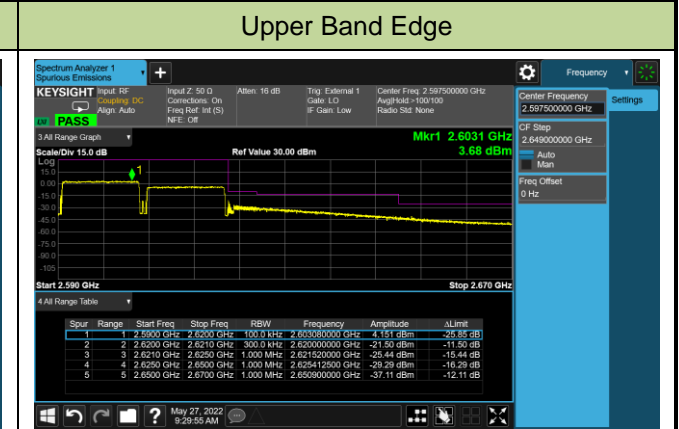 Upper Band Edge
Spectrum Analyzer 1
Spurious Emissions
Frequency
KEYSIGHT
Input: RF
Coupling: DC
Align: Auto
Input Z: 50 Ω
Corrections: On
Freq Ref: Int (S)
NFE: Off
Atten: 16 dB
Trig: External 1
Gate: LO
IF Gain: Low
Center Freq: 2.597500000 GHz
Avg|Hold:>100/100
Radio Std: None
PASS
Center Frequency
2.597500000 GHz
Settings
CF Step
2.649000000 GHz
Auto
Man
Freq Offset
0 Hz
3 All Range Graph
Mkr1 2.6031 GHz
Scale/Div 15.0 dB
Ref Value 30.00 dBm
3.68 dBm
Log
15.0
0.00
-15.0
-30.0
-45.0
-60.0
-75.0
-90.0
-105
1
Start 2.590 GHz
Stop 2.670 GHz
4 All Range Table
Spur Range Start Freq Stop Freq RBW Frequency Amplitude ΔLimit
1 1 2.5900 GHz 2.6200 GHz 100.0 kHz 2.603080000 GHz 4.151 dBm -25.85 dB
2 2 2.6200 GHz 2.6210 GHz 300.0 kHz 2.620000000 GHz -21.50 dBm -11.50 dB
3 3 2.6210 GHz 2.6250 GHz 1.000 MHz 2.621520000 GHz -25.44 dBm -15.44 dB
4 4 2.6250 GHz 2.6500 GHz 1.000 MHz 2.625412500 GHz -29.29 dBm -16.29 dB
5 5 2.6500 GHz 2.6700 GHz 1.000 MHz 2.650900000 GHz -37.11 dBm -12.11 dB
?
May 27, 2022
9:29:55 AM